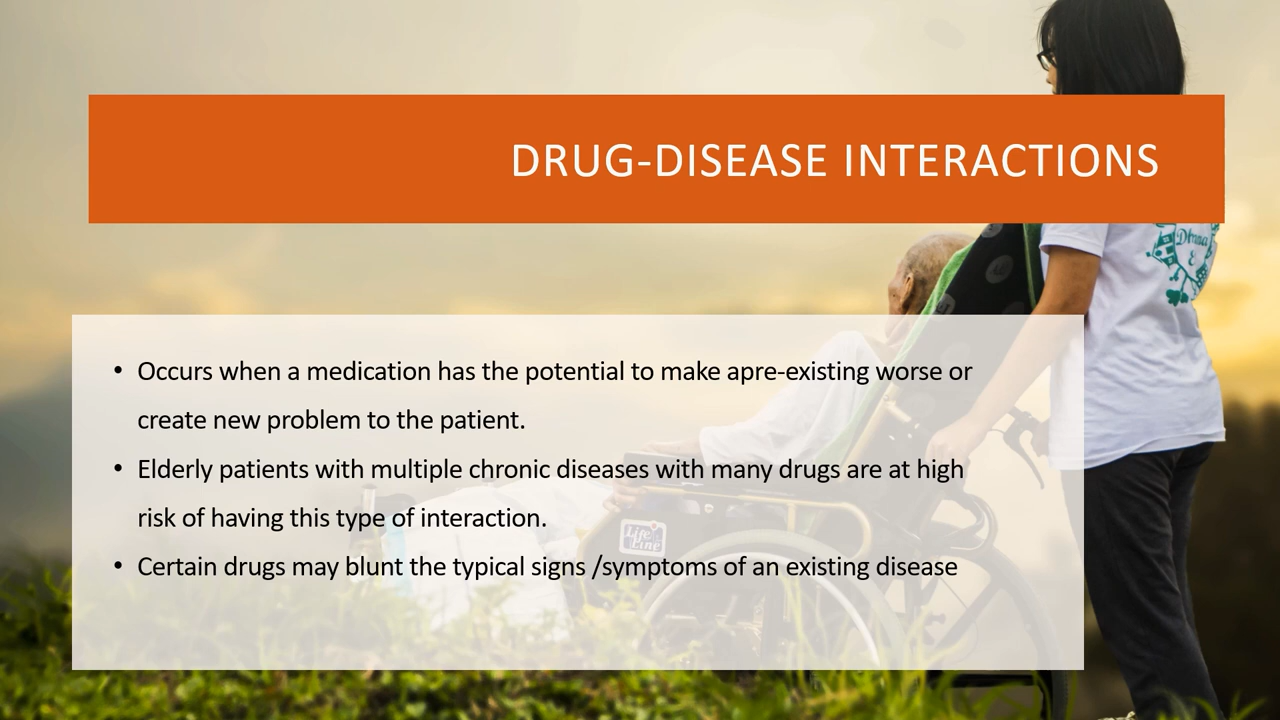 DRUG-DISEASE INTERACTIONS
• Occurs when a medication has the potential to make apre-existing worse or
create new problem to the patient.
• Elderly patients with multiple chronic diseases with many drugs are at high
risk of having this type of interaction.
• Certain drugs may blunt the typical signs /symptoms of an existing disease
Life
Line